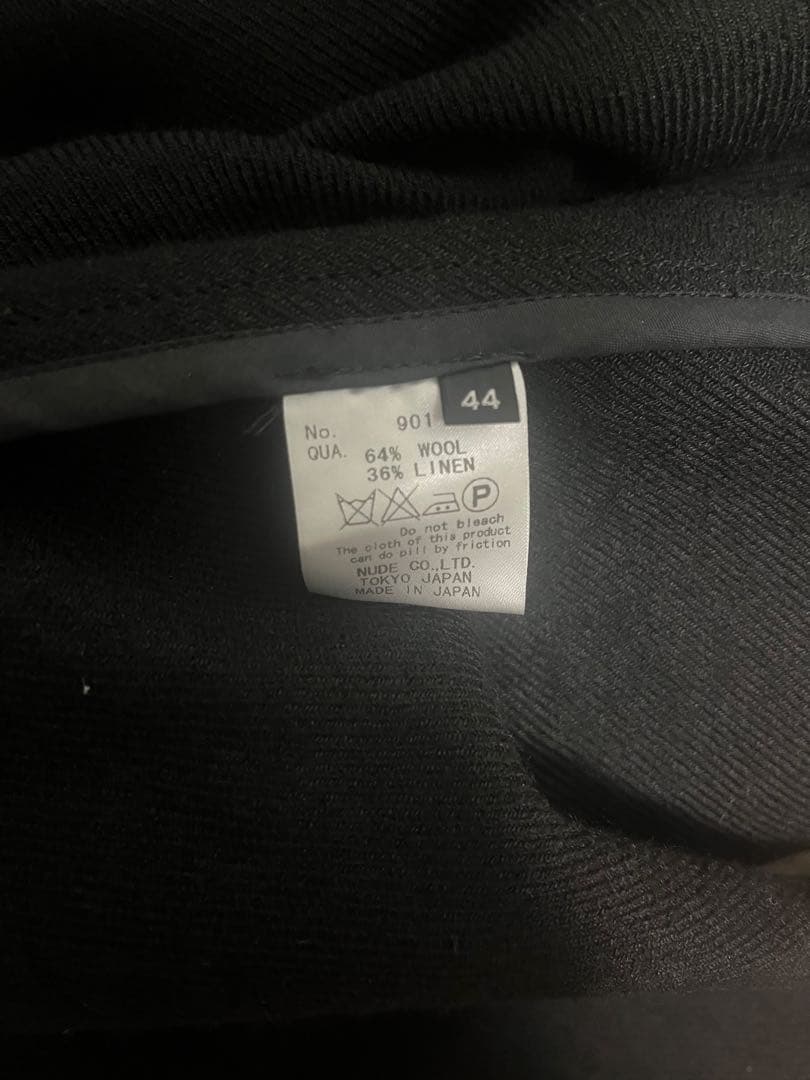 44
No. 901
QUA. 64% WOOL
36% LINEN
P
Do not bleach
The cloth of this product
can do pill by friction
NUDE CO.,LTD.
TOKYO JAPAN
MADE IN JAPAN